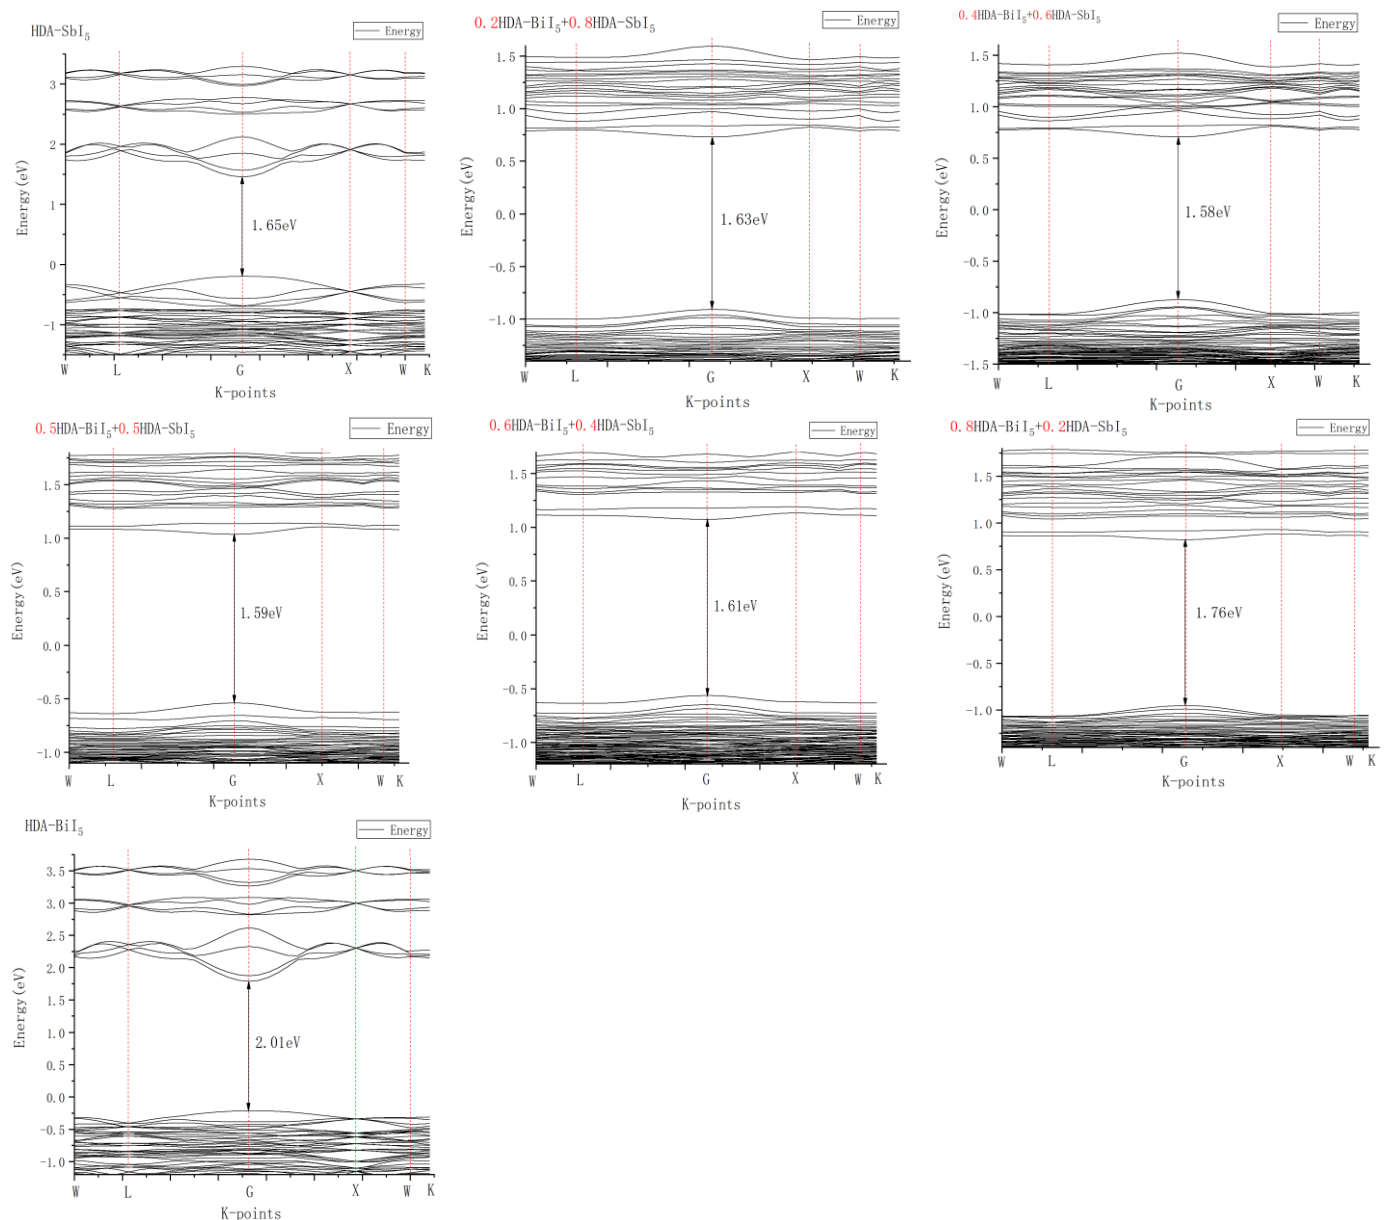 HDA-SbI5
Energy
3
2
1
0
-1
Energy(eV)
1.65eV
W L G X W K
K-points
0.2HDA-BiI5+0.8HDA-SbI5
Energy
1.5
1.0
0.5
0.0
-0.5
-1.0
Energy(eV)
1.63eV
W L G X W K
K-points
0.4HDA-BiI5+0.6HDA-SbI5
Energy
1.5
1.0
0.5
0.0
-0.5
-1.0
-1.5
Energy(eV)
1.58eV
W L G X W K
K-points
0.5HDA-BiI5+0.5HDA-SbI5
Energy
1.5
1.0
0.5
0.0
-0.5
-1.0
Energy(eV)
1.59eV
W L G X W K
K-points
0.6HDA-BiI5+0.4HDA-SbI5
Energy
1.5
1.0
0.5
0.0
-0.5
-1.0
Energy(eV)
1.61eV
W L G X W K
K-points
0.8HDA-BiI5+0.2HDA-SbI5
Energy
1.5
1.0
0.5
0.0
-0.5
-1.0
Energy(eV)
1.76eV
W L G X W K
K-points
HDA-BiI5
Energy
3.5
3.0
2.5
2.0
1.5
1.0
0.5
0.0
-0.5
-1.0
Energy(eV)
2.01eV
W L G X W K
K-points